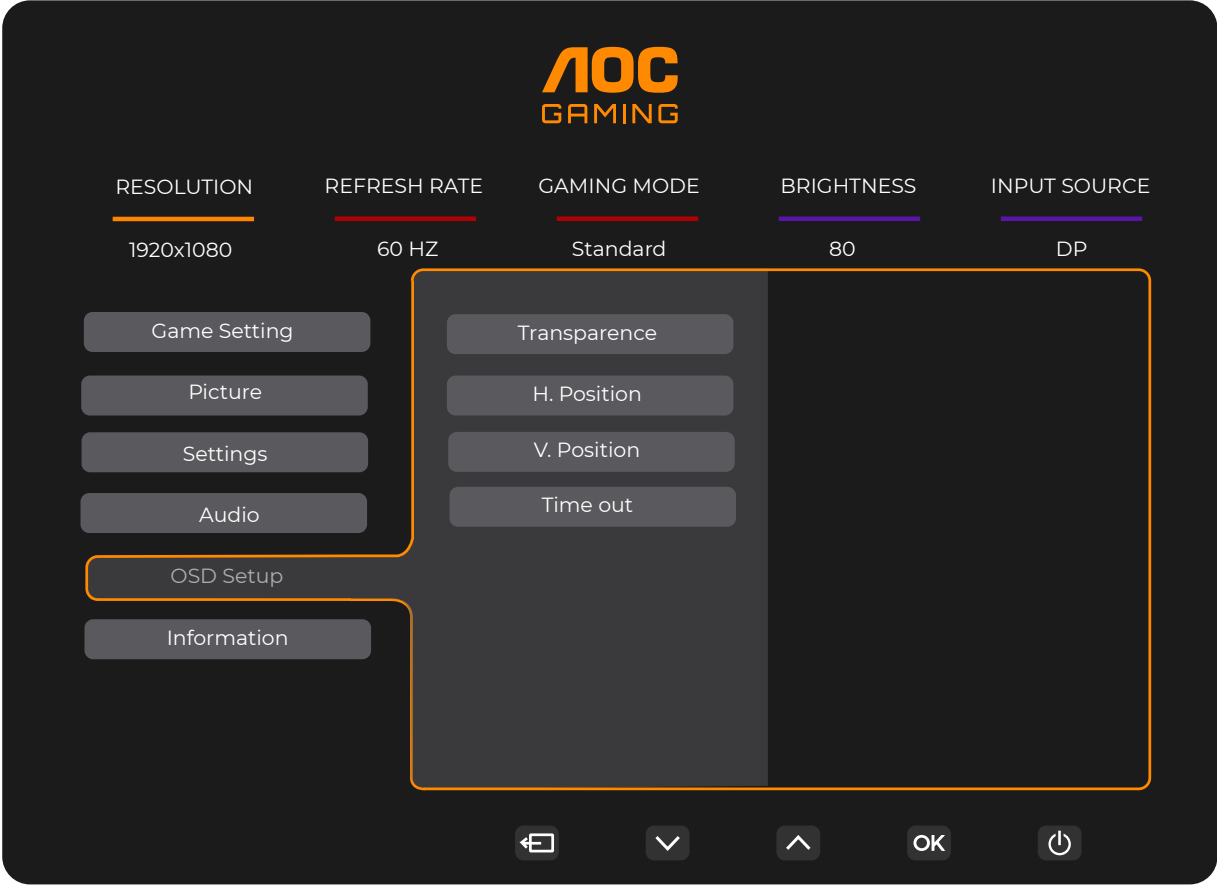 AOC
GAMING
RESOLUTION REFRESH RATE GAMING MODE BRIGHTNESS INPUT SOURCE
1920x1080 60 HZ Standard 80 DP
Game Setting
Picture
Settings
Audio
OSD Setup
Information
Transparence
H. Position
V. Position
Time out
OK